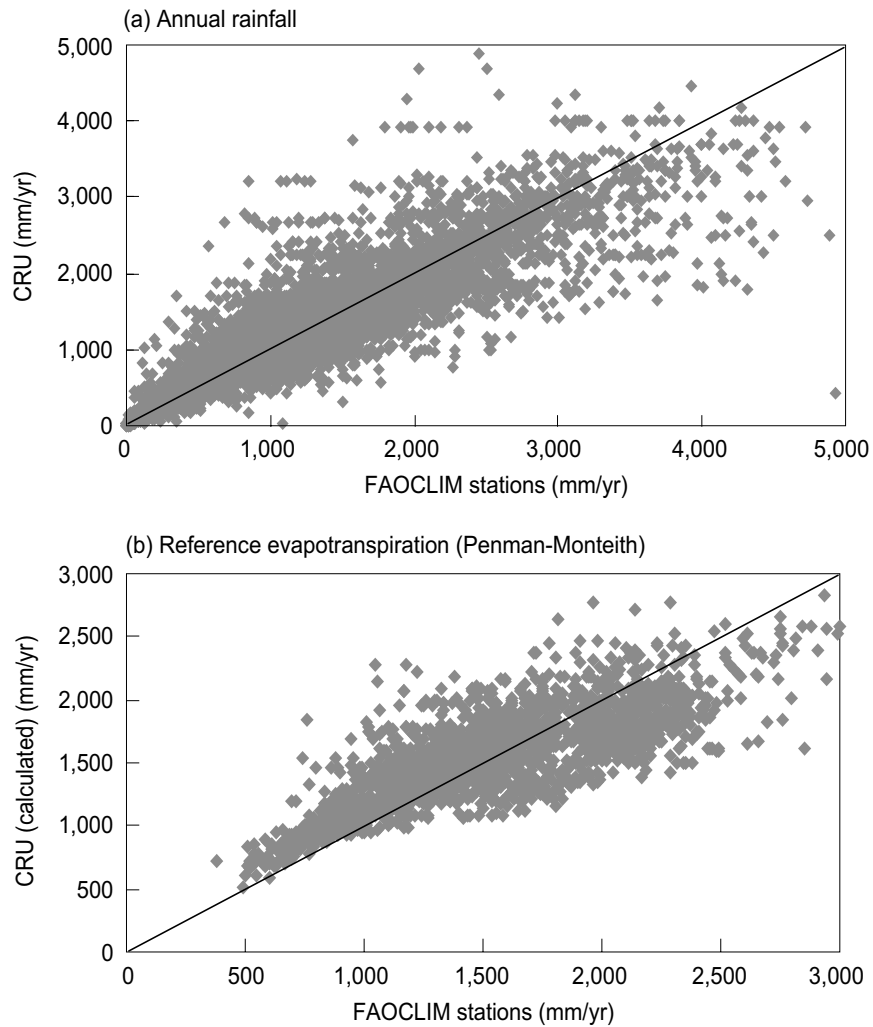 (a) Annual rainfall
5,000
4,000
3,000
2,000
1,000
0
CRU (mm/yr)
0 1,000 2,000 3,000 4,000 5,000
FAOCLIM stations (mm/yr)
(b) Reference evapotranspiration (Penman-Monteith)
3,000
2,500
2,000
1,500
1,000
500
0
CRU (calculated) (mm/yr)
0 500 1,000 1,500 2,000 2,500 3,000
FAOCLIM stations (mm/yr)